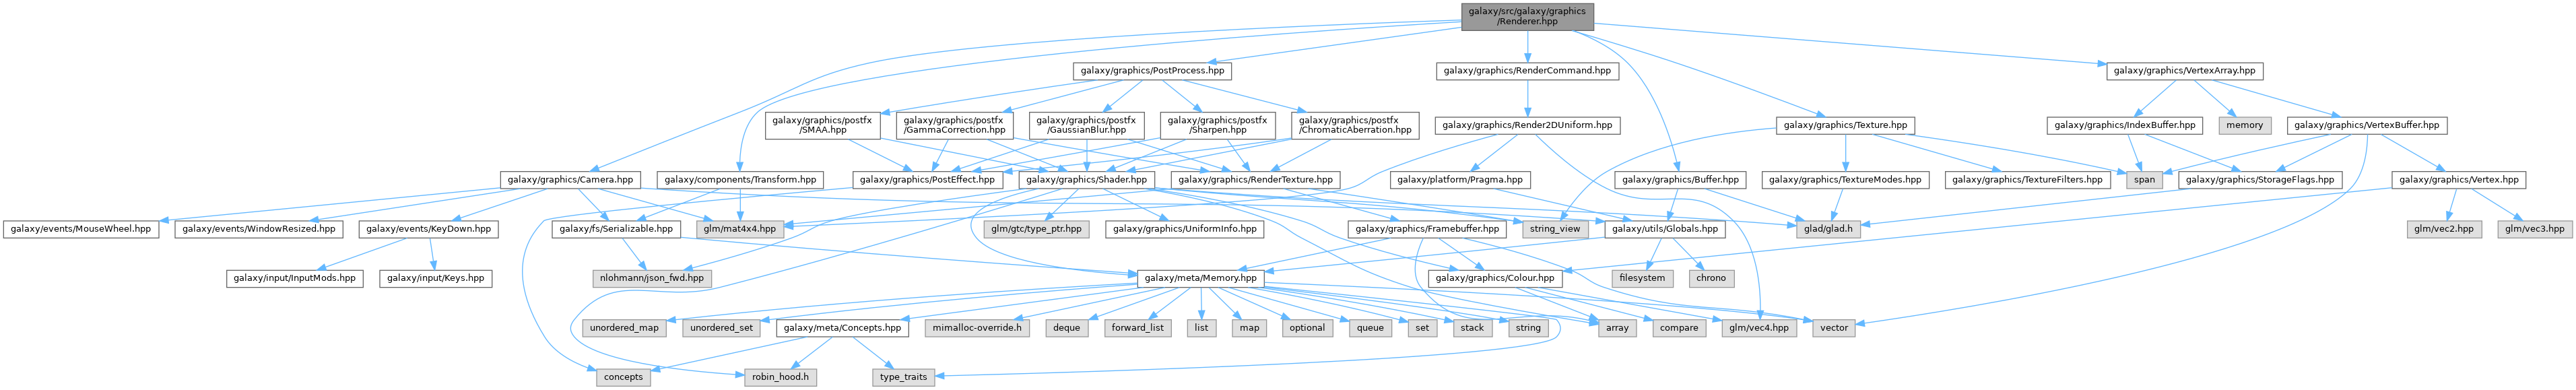 galaxy/src/galaxy/graphics
/Renderer.hpp
galaxy/graphics/PostProcess.hpp
galaxy/graphics/RenderCommand.hpp
galaxy/graphics/VertexArray.hpp
galaxy/graphics/postfx
/SMAA.hpp
galaxy/graphics/postfx
/GammaCorrection.hpp
galaxy/graphics/postfx
/GaussianBlur.hpp
galaxy/graphics/postfx
/Sharpen.hpp
galaxy/graphics/postfx
/ChromaticAberration.hpp
galaxy/graphics/Render2DUniform.hpp
galaxy/graphics/Texture.hpp
galaxy/graphics/IndexBuffer.hpp
memory
galaxy/graphics/VertexBuffer.hpp
galaxy/graphics/Camera.hpp
galaxy/components/Transform.hpp
galaxy/graphics/PostEffect.hpp
galaxy/graphics/Shader.hpp
galaxy/graphics/RenderTexture.hpp
galaxy/platform/Pragma.hpp
galaxy/graphics/Buffer.hpp
galaxy/graphics/TextureModes.hpp
galaxy/graphics/TextureFilters.hpp
span
galaxy/graphics/StorageFlags.hpp
galaxy/graphics/Vertex.hpp
galaxy/events/MouseWheel.hpp
galaxy/events/WindowResized.hpp
galaxy/events/KeyDown.hpp
galaxy/fs/Serializable.hpp
glm/mat4x4.hpp
glm/gtc/type_ptr.hpp
galaxy/graphics/UniformInfo.hpp
galaxy/graphics/Framebuffer.hpp
string_view
galaxy/utils/Globals.hpp
glad/glad.h
glm/vec2.hpp
glm/vec3.hpp
galaxy/input/InputMods.hpp
galaxy/input/Keys.hpp
nlohmann/json_fwd.hpp
galaxy/meta/Memory.hpp
galaxy/graphics/Colour.hpp
filesystem
chrono
unordered_map
unordered_set
galaxy/meta/Concepts.hpp
mimalloc-override.h
deque
forward_list
list
map
optional
queue
set
stack
string
array
compare
glm/vec4.hpp
vector
concepts
robin_hood.h
type_traits